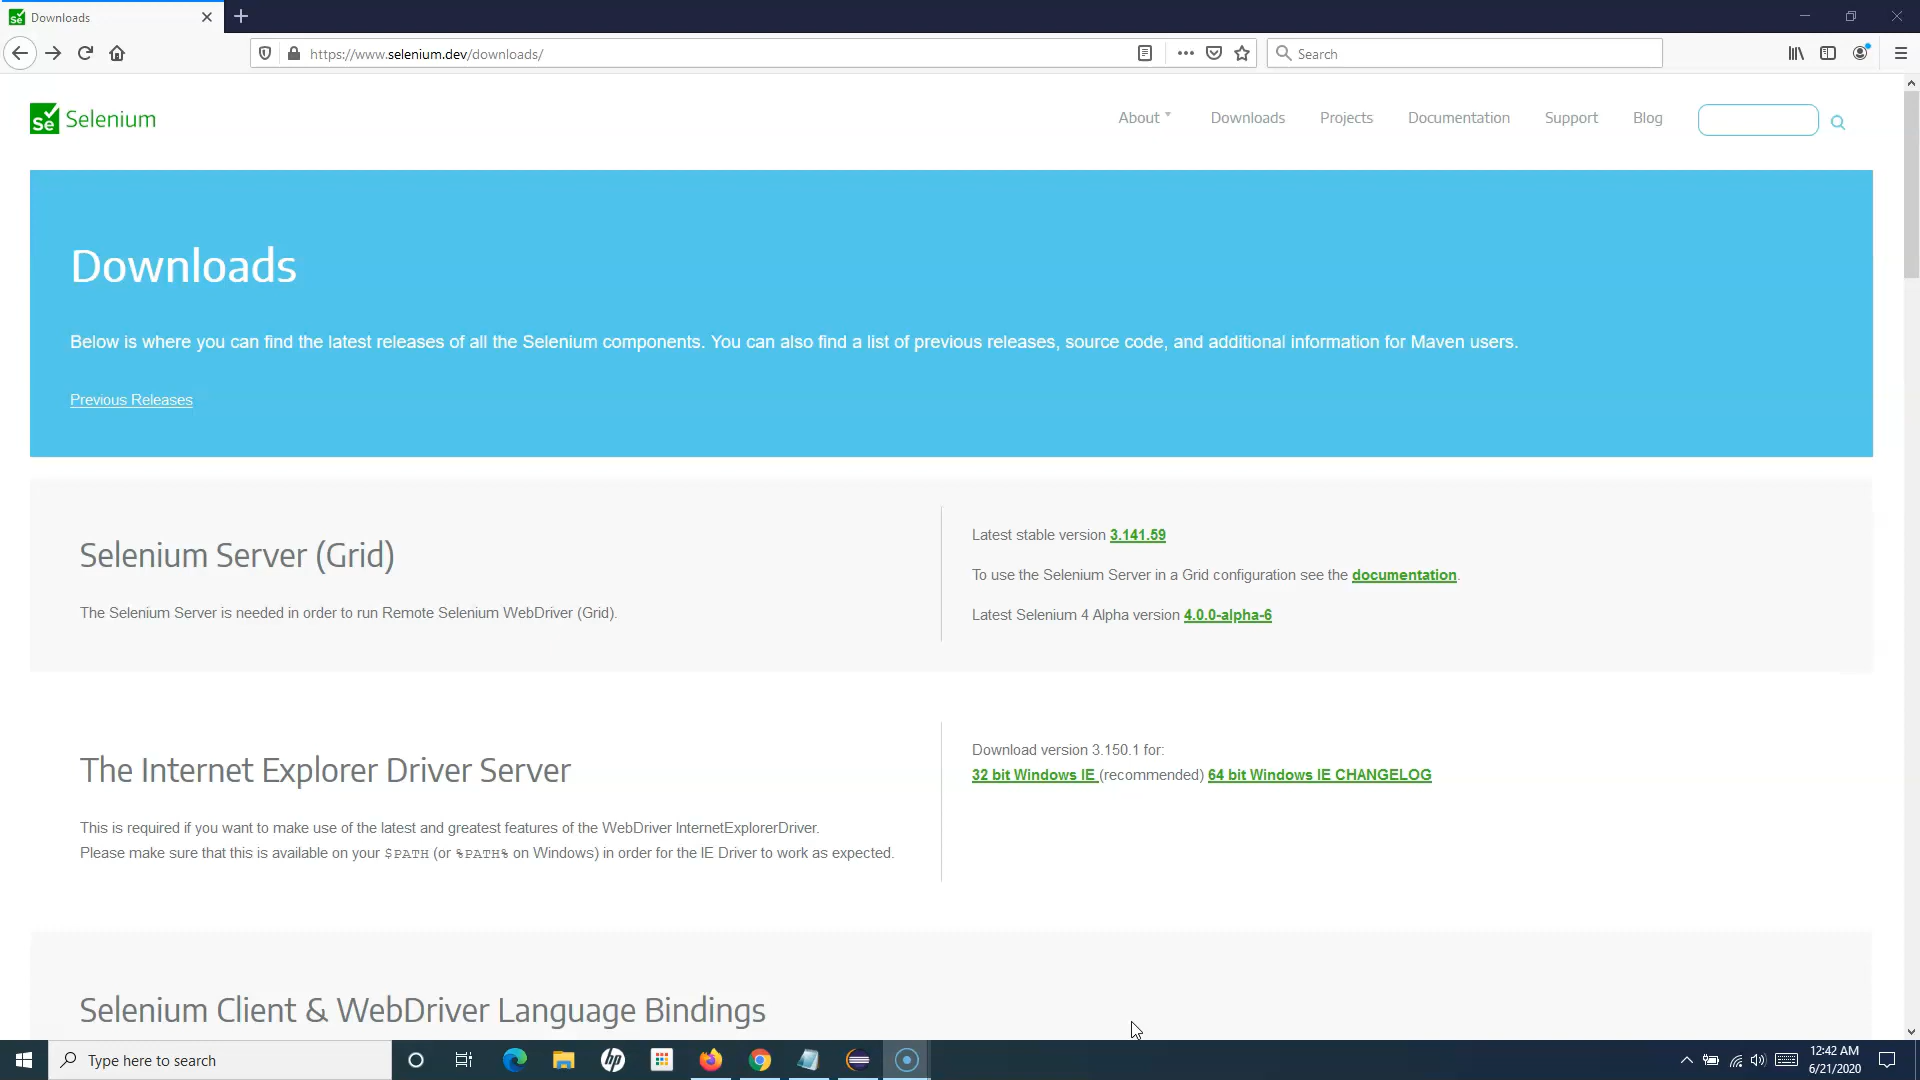 Downloads
https://www.selenium.dev/downloads/
Search
Se Selenium
About
Downloads
Projects
Documentation
Support
Blog
Downloads
Below is where you can find the latest releases of all the Selenium components. You can also find a list of previous releases, source code, and additional information for Maven users.
Previous Releases
Selenium Server (Grid)
The Selenium Server is needed in order to run Remote Selenium WebDriver (Grid).
Latest stable version 3.141.59
To use the Selenium Server in a Grid configuration see the documentation.
Latest Selenium 4 Alpha version 4.0.0-alpha-6
The Internet Explorer Driver Server
This is required if you want to make use of the latest and greatest features of the WebDriver InternetExplorerDriver.
Please make sure that this is available on your $PATH (or %PATH% on Windows) in order for the IE Driver to work as expected.
Download version 3.150.1 for:
32 bit Windows IE (recommended) 64 bit Windows IE CHANGELOG
Selenium Client & WebDriver Language Bindings
Type here to search
hp
12:42 AM
6/21/2020